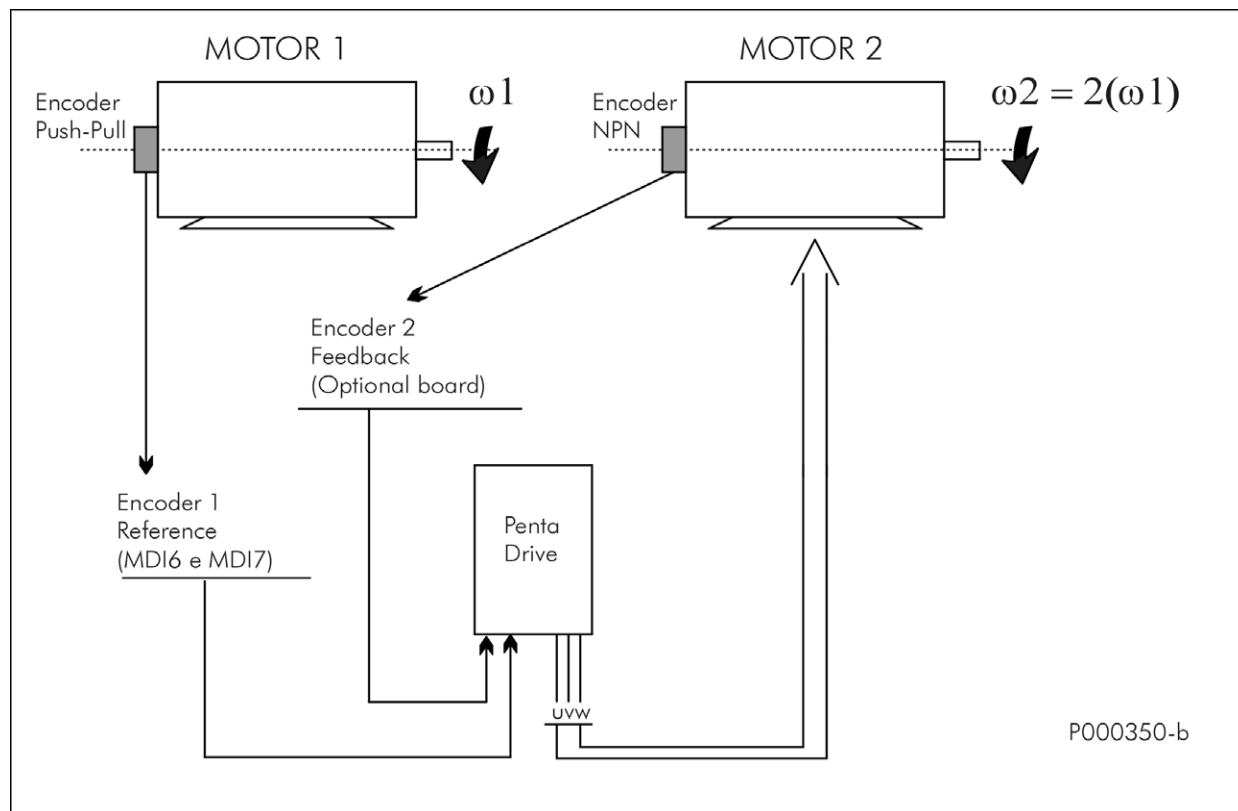 MOTOR 1
MOTOR 2
Encoder
Push-Pull
ω1
Encoder
NPN
ω2 = 2(ω1)
Encoder 2
Feedback
(Optional board)
Encoder 1
Reference
(MDI6 e MDI7)
Penta
Drive
UVW
P000350-b